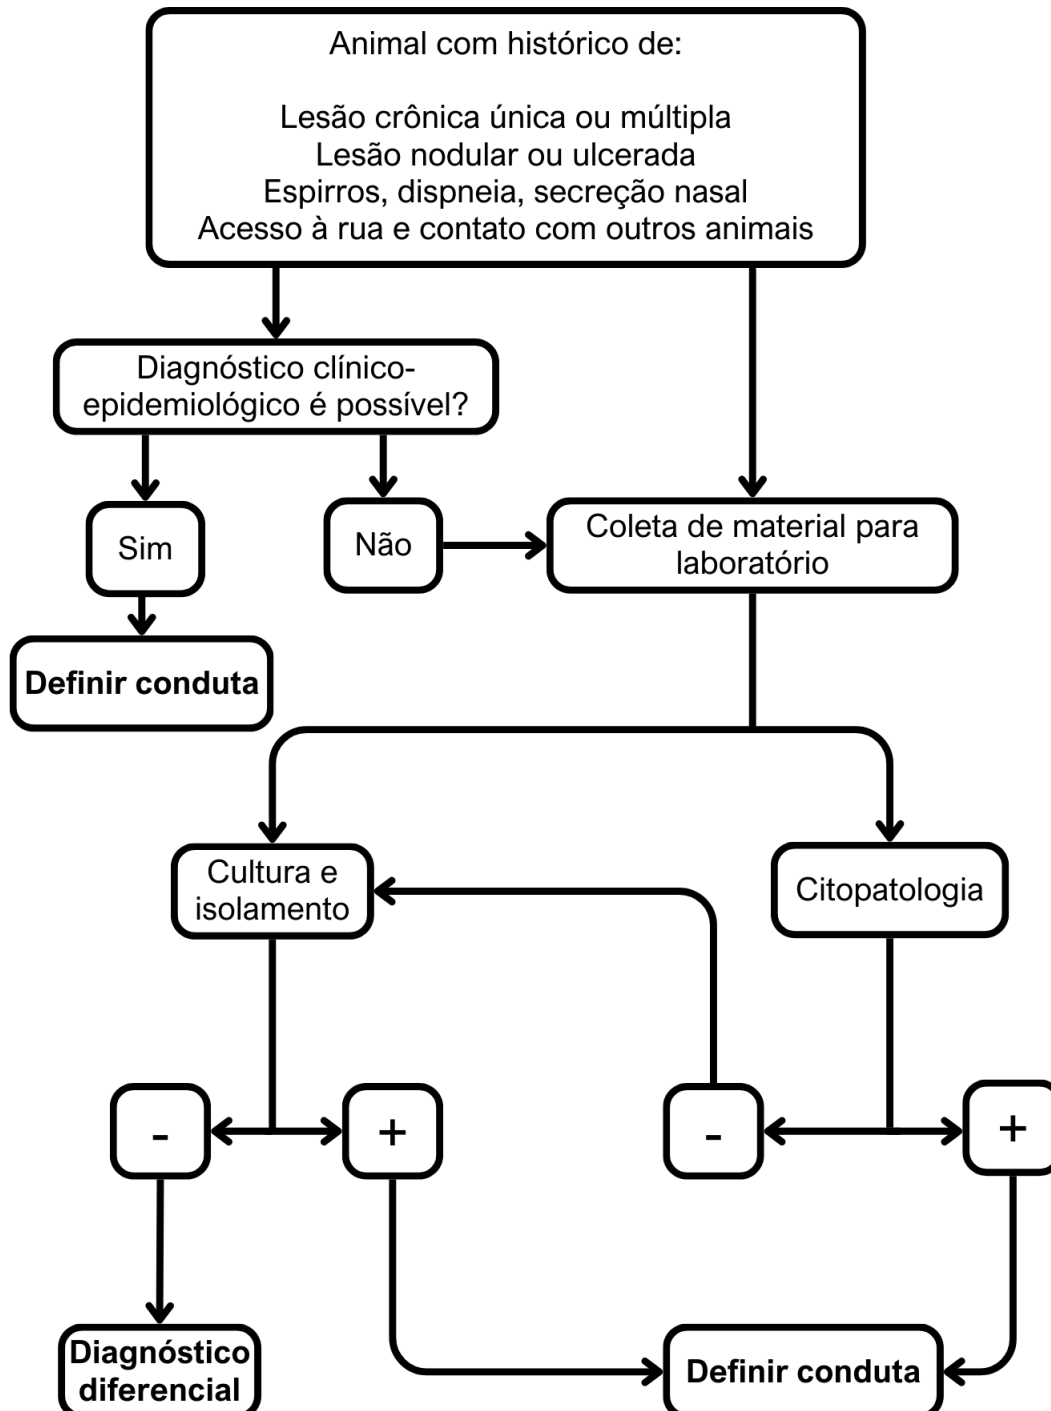 Animal com histórico de:
Lesão crônica única ou múltipla
Lesão nodular ou ulcerada
Espirros, dispneia, secreção nasal
Acesso à rua e contato com outros animais
Diagnóstico clínico-
epidemiológico é possível?
Sim
Não
Coleta de material para
laboratório
Definir conduta
Cultura e
isolamento
Citopatologia
-
+
-
+
Diagnóstico
diferencial
Definir conduta